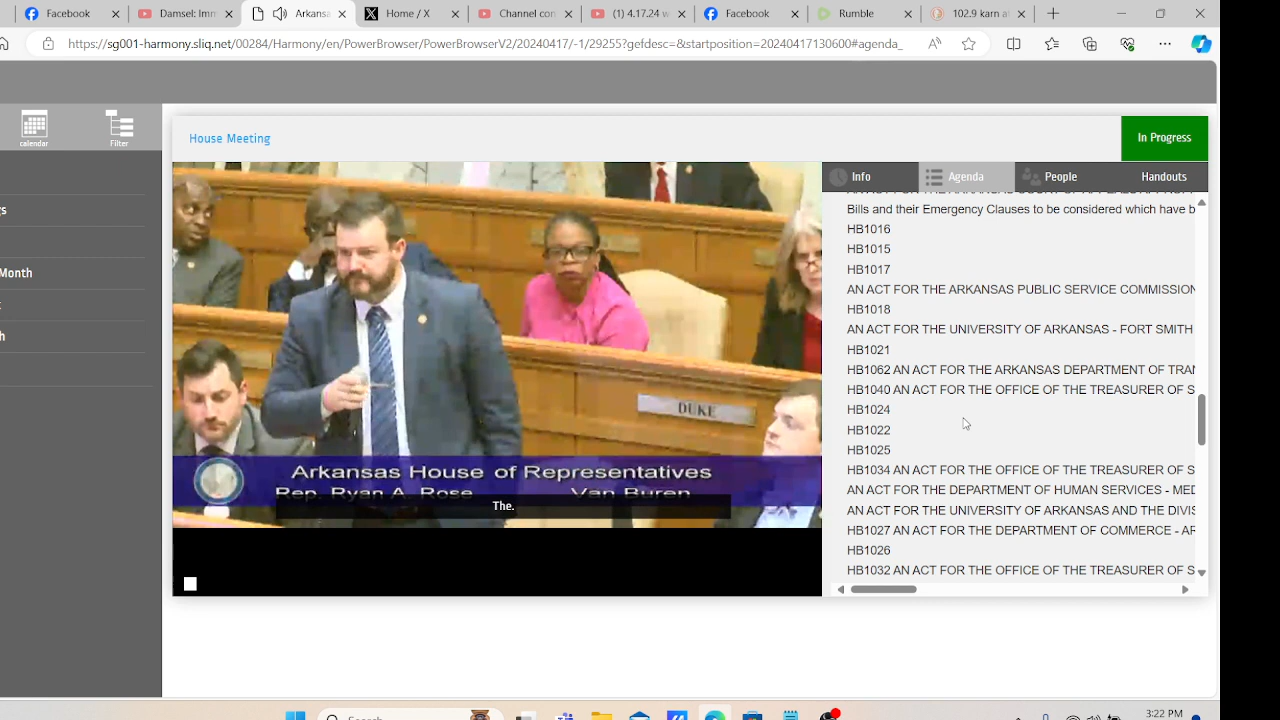 Facebook
Damsel: Imm
Arkansa
Home / X
Channel con
(1) 4.17.24 w
Facebook
Rumble
102.9 karn at
https://sg001-harmony.sliq.net/00284/Harmony/en/PowerBrowser/PowerBrowserV2/20240417/-1/29255?gefdesc=&startposition=20240417130600#agenda_
calendar
Filter
House Meeting
In Progress
Info
Agenda
People
Handouts
gs
Month
Bills and their Emergency Clauses to be considered which have b
HB1016
HB1015
HB1017
AN ACT FOR THE ARKANSAS PUBLIC SERVICE COMMISSION
HB1018
AN ACT FOR THE UNIVERSITY OF ARKANSAS - FORT SMITH
HB1021
HB1062 AN ACT FOR THE ARKANSAS DEPARTMENT OF TRAN
HB1040 AN ACT FOR THE OFFICE OF THE TREASURER OF S
HB1024
HB1022
HB1025
HB1034 AN ACT FOR THE OFFICE OF THE TREASURER OF S
AN ACT FOR THE DEPARTMENT OF HUMAN SERVICES - MED
AN ACT FOR THE UNIVERSITY OF ARKANSAS AND THE DIVIS
HB1027 AN ACT FOR THE DEPARTMENT OF COMMERCE - AR
HB1026
HB1032 AN ACT FOR THE OFFICE OF THE TREASURER OF S
DUKE
Arkansas House of Representatives
Rep. Ryan A. Rose Van Buren
The.
Search
3:22 PM